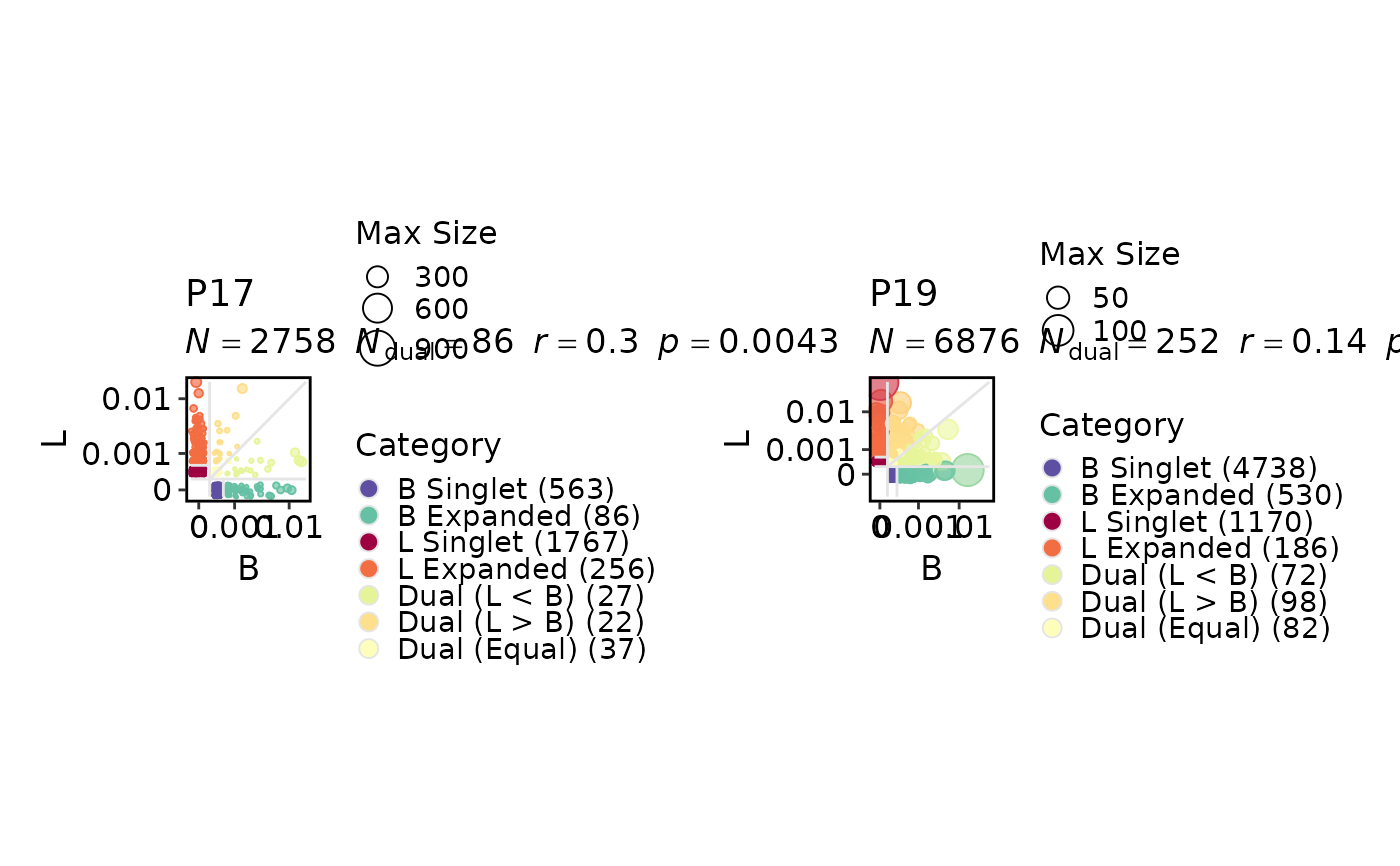 Max Size
300
600
900
P17
N = 2758 N dual = 86 r = 0.3 p = 0.0043
0.01
0.001
0
L
0.001
0.01
B
Category
B Singlet (563)
B Expanded (86)
L Singlet (1767)
L Expanded (256)
Dual (L < B) (27)
Dual (L > B) (22)
Dual (Equal) (37)
Max Size
50
100
P19
N = 6876 N dual = 252 r = 0.14 p
0.01
0.001
0
L
0
0.001
0.01
B
Category
B Singlet (4738)
B Expanded (530)
L Singlet (1170)
L Expanded (186)
Dual (L < B) (72)
Dual (L > B) (98)
Dual (Equal) (82)